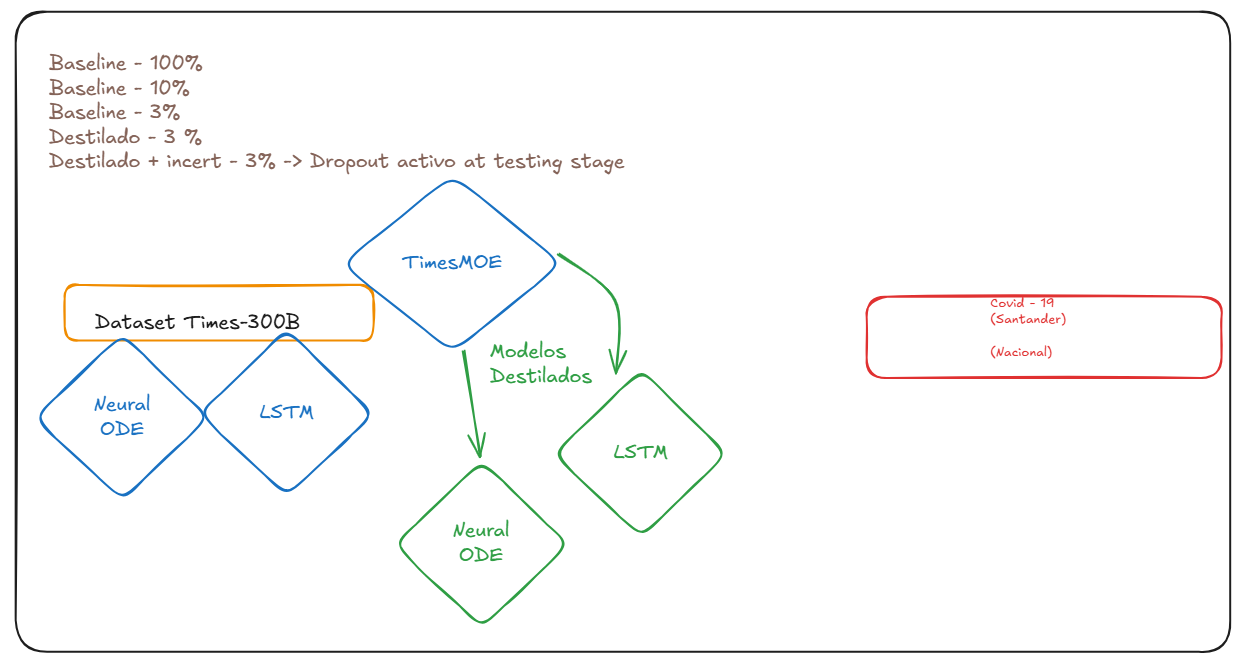 Baseline - 100%
Baseline - 10%
Baseline - 3%
Destilado - 3 %
Destilado + incert - 3% -> Dropout activo at testing stage
TimesMOE
Dataset Times-300B
Covid - 19
(Santander)
(Nacional)
Modelos
Destilados
Neural
ODE
LSTM
LSTM
Neural
ODE